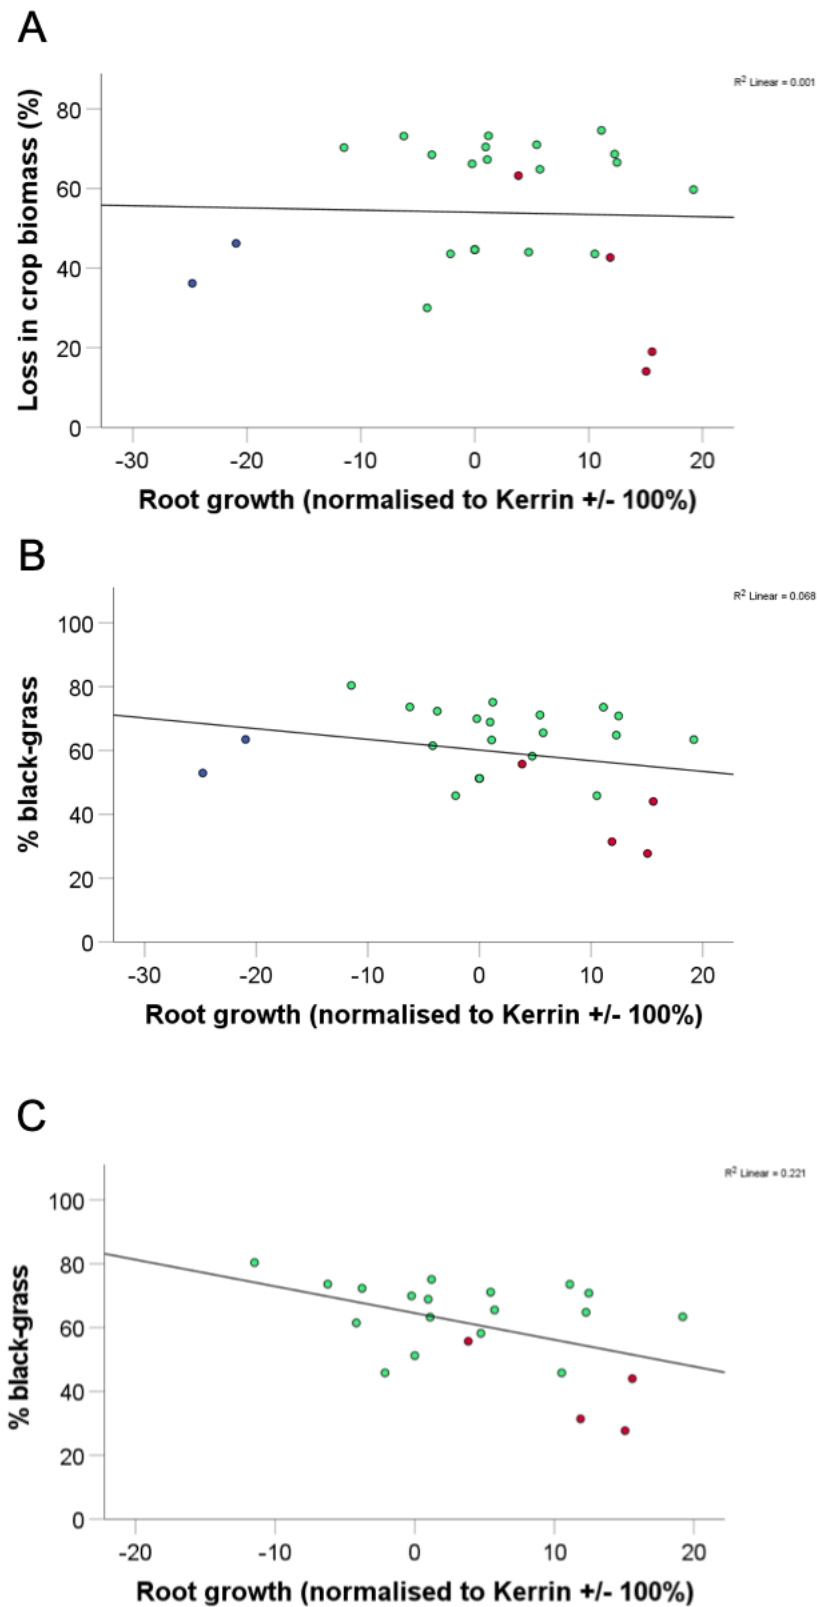 A
R2 Linear = 0.001
Loss in crop biomass (%)
80
60
40
20
0
-30 -20 -10 0 10 20
Root growth (normalised to Kerrin +/- 100%)
B
R2 Linear = 0.068
% black-grass
100
80
60
40
20
0
-30 -20 -10 0 10 20
Root growth (normalised to Kerrin +/- 100%)
C
R2 Linear = 0.221
% black-grass
100
80
60
40
20
0
-20 -10 0 10 20
Root growth (normalised to Kerrin +/- 100%)